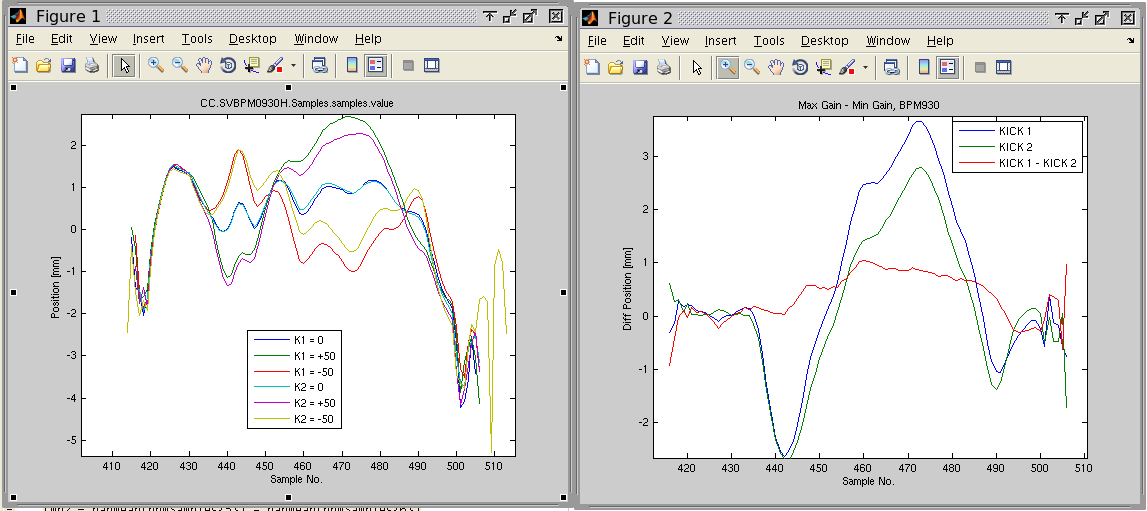 Figure 1
File Edit View Insert Tools Desktop Window Help
CC.SVBPM0930H.Samples.samples.value
Position [mm]
2
1
0
-1
-2
-3
-4
-5
K1 = 0
K1 = +50
K1 = -50
K2 = 0
K2 = +50
K2 = -50
410 420 430 440 450 460 470 480 490 500 510
Sample No.
Figure 2
File Edit View Insert Tools Desktop Window Help
Max Gain - Min Gain, BPM930
Diff Position [mm]
3
2
1
0
-1
-2
KICK 1
KICK 2
KICK 1 - KICK 2
420 430 440 450 460 470 480 490 500 510
Sample No.